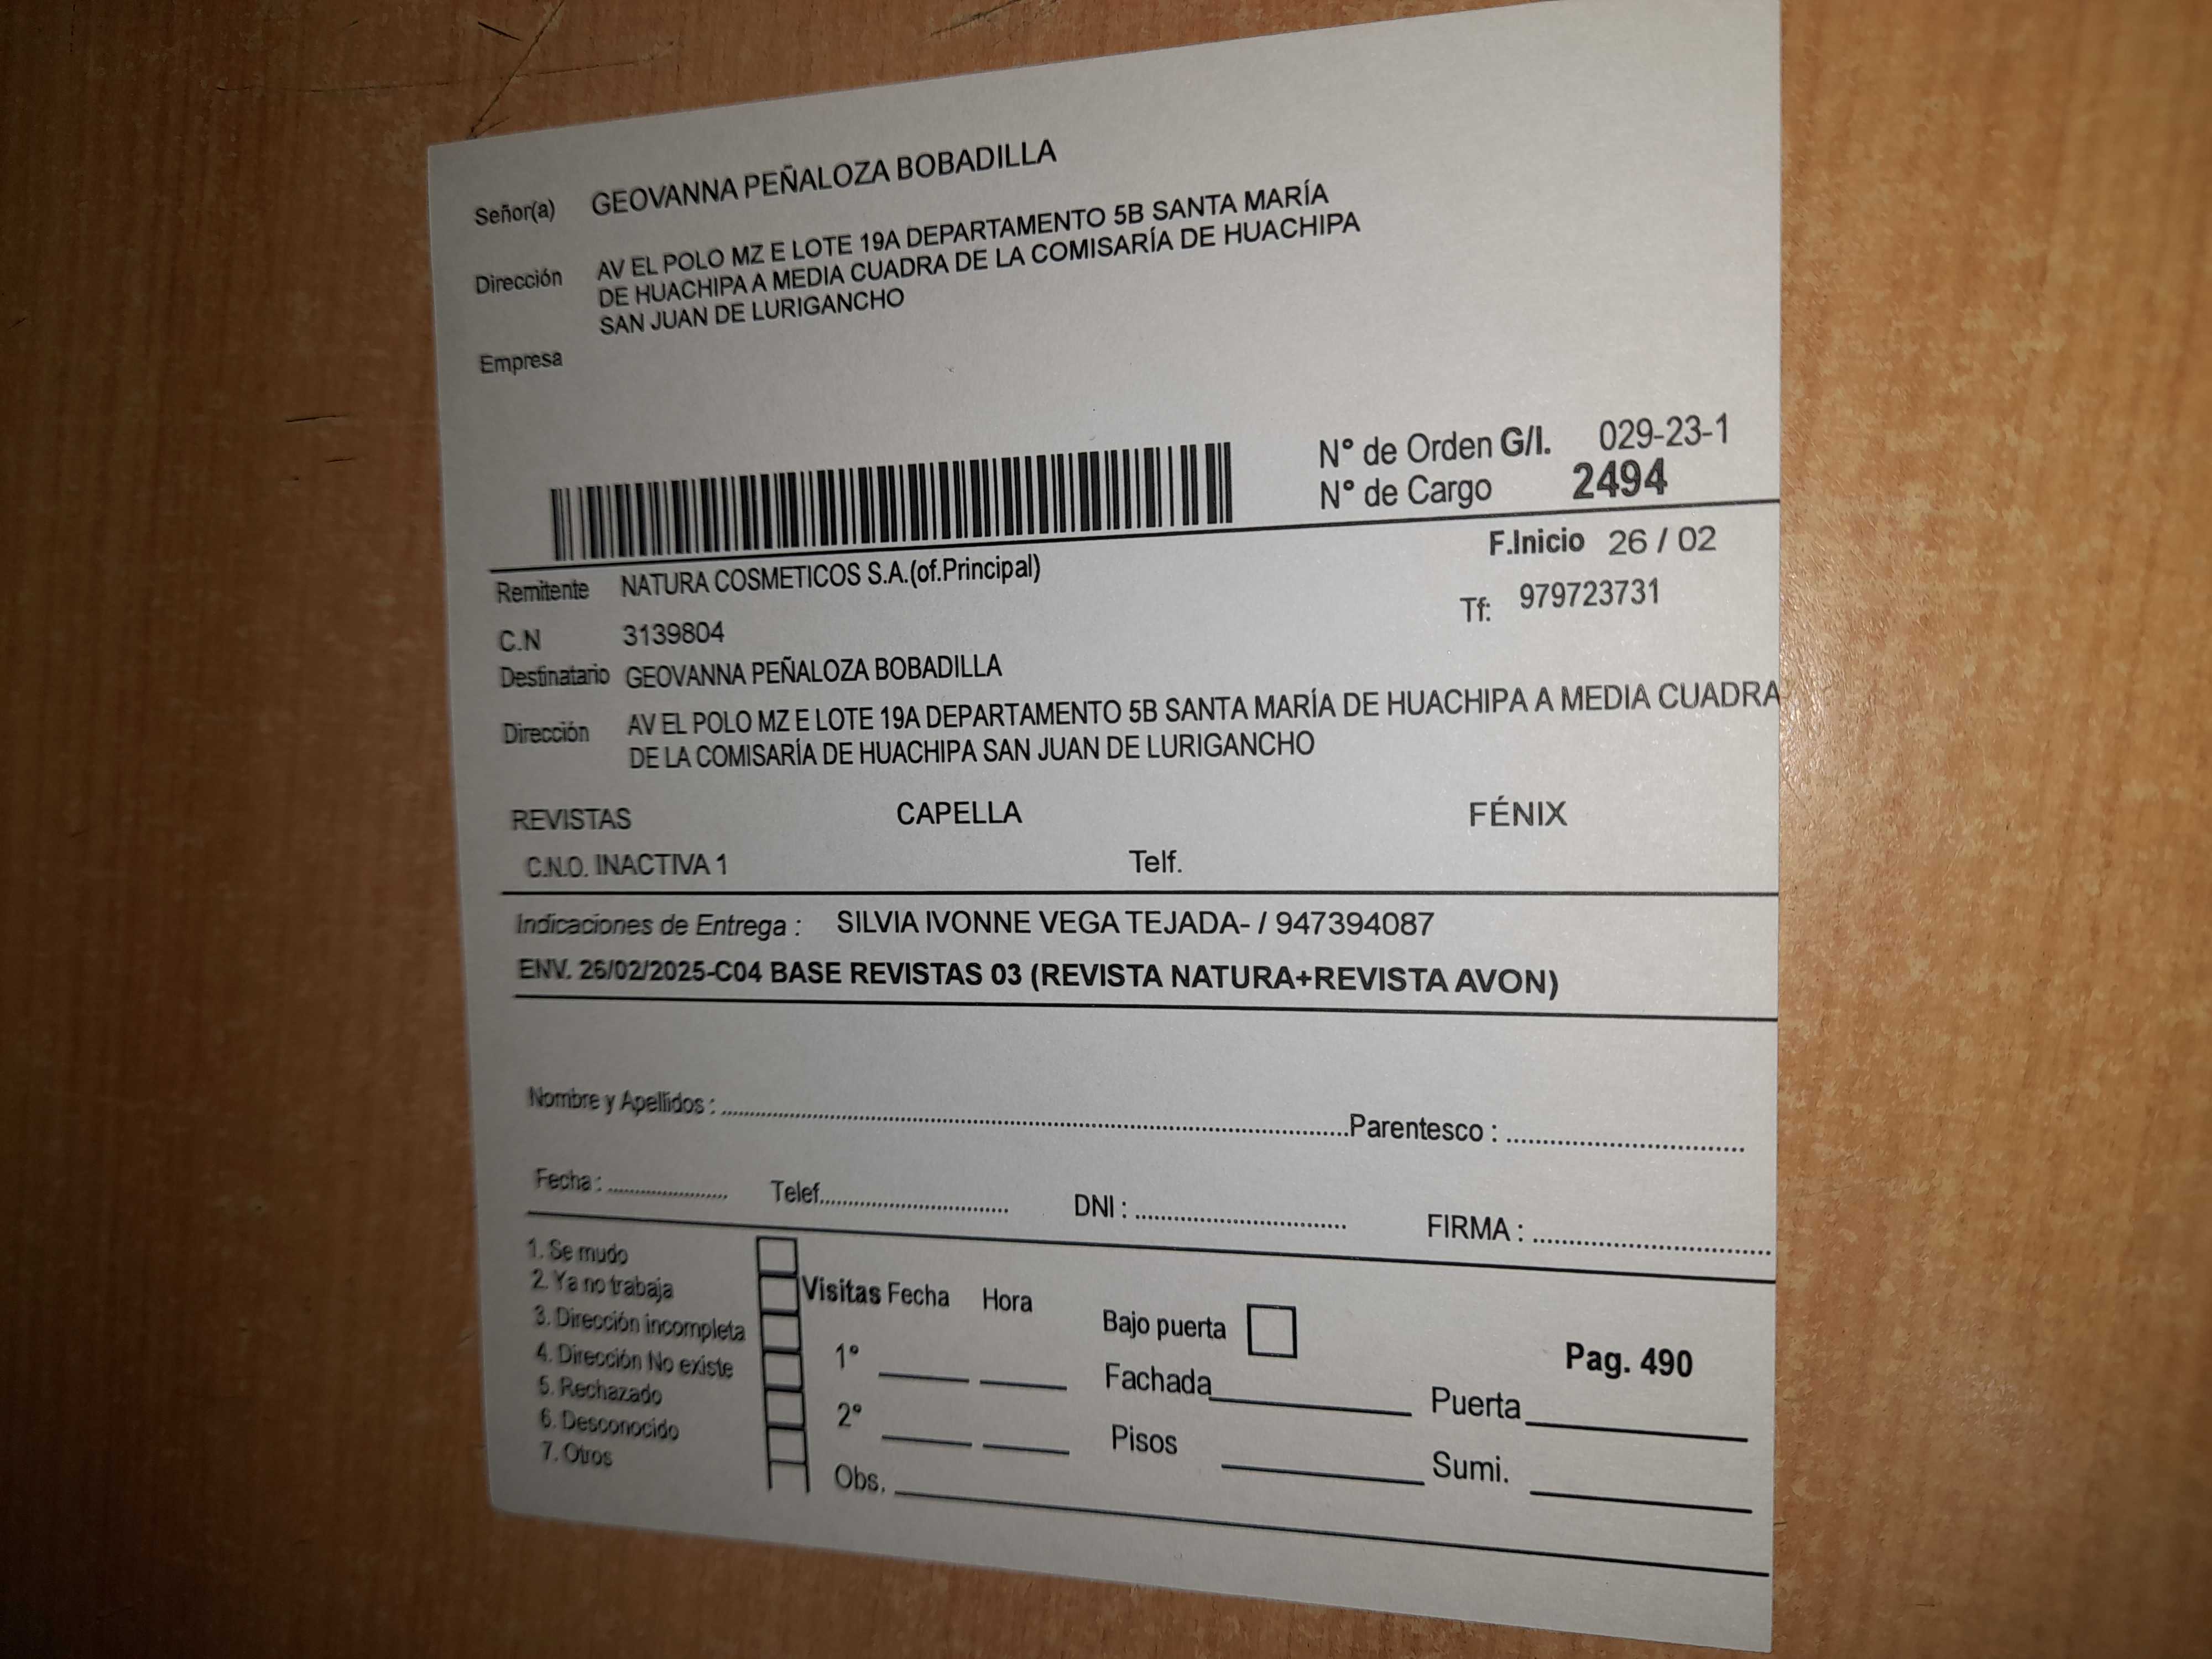 Señor(a) GEOVANNA PEÑALOZA BOBADILLA
Dirección AV EL POLO MZ E LOTE 19A DEPARTAMENTO 5B SANTA MARÍA
DE HUACHIPA A MEDIA CUADRA DE LA COMISARÍA DE HUACHIPA
SAN JUAN DE LURIGANCHO
Empresa
N° de Orden G/I. 029-23-1
N° de Cargo 2494
F.Inicio 26 / 02
Remitente NATURA COSMETICOS S.A.(of.Principal)
Tf: 979723731
C.N 3139804
Destinatario GEOVANNA PEÑALOZA BOBADILLA
Dirección AV EL POLO MZ E LOTE 19A DEPARTAMENTO 5B SANTA MARÍA DE HUACHIPA A MEDIA CUADRA
DE LA COMISARÍA DE HUACHIPA SAN JUAN DE LURIGANCHO
REVISTAS CAPELLA FÉNIX
C.N.O. INACTIVA 1 Telf.
Indicaciones de Entrega : SILVIA IVONNE VEGA TEJADA- / 947394087
ENV. 26/02/2025-C04 BASE REVISTAS 03 (REVISTA NATURA+REVISTA AVON)
Nombre y Apellidos : Parentesco :
Fecha : Telef. DNI : FIRMA :
1. Se mudo
2. Ya no trabaja
3. Dirección incompleta
4. Dirección No existe
5. Rechazado
6. Desconocido
7. Otros
Visitas Fecha Hora
1°
2°
Obs.
Bajo puerta
Fachada
Pisos
Pag. 490
Puerta
Sumi.